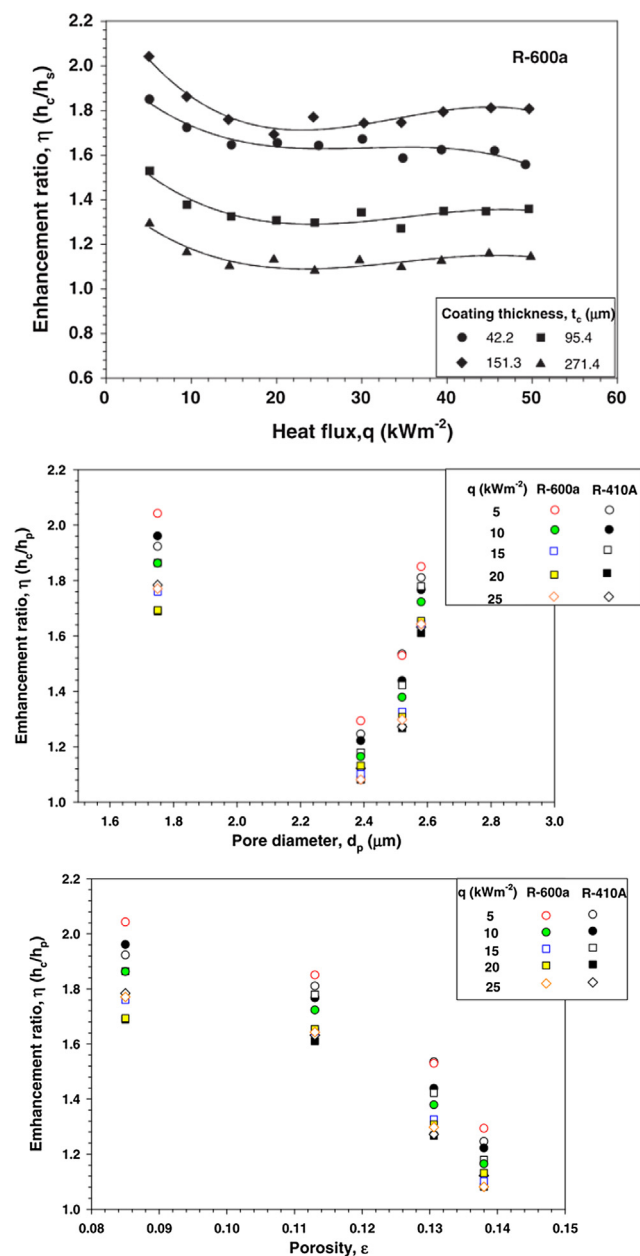 2.2
2.0
1.8
1.6
1.4
1.2
1.0
0.8
0.6
Enhancement ratio, η (hc/hs)
R-600a
Coating thickness, tc (μm)
42.2 95.4
151.3 271.4
0 10 20 30 40 50 60
Heat flux,q (kWm-2)
2.2
2.0
1.8
1.6
1.4
1.2
1.0
Emhancement ratio, η (hc/hp)
q (kWm-2) R-600a R-410A
5
10
15
20
25
1.6 1.8 2.0 2.2 2.4 2.6 2.8 3.0
Pore diameter, dp (μm)
2.2
2.0
1.8
1.6
1.4
1.2
1.0
Emhancement ratio, η (hc/hp)
q (kWm-2) R-600a R-410A
5
10
15
20
25
0.08 0.09 0.10 0.11 0.12 0.13 0.14 0.15
Porosity, ε